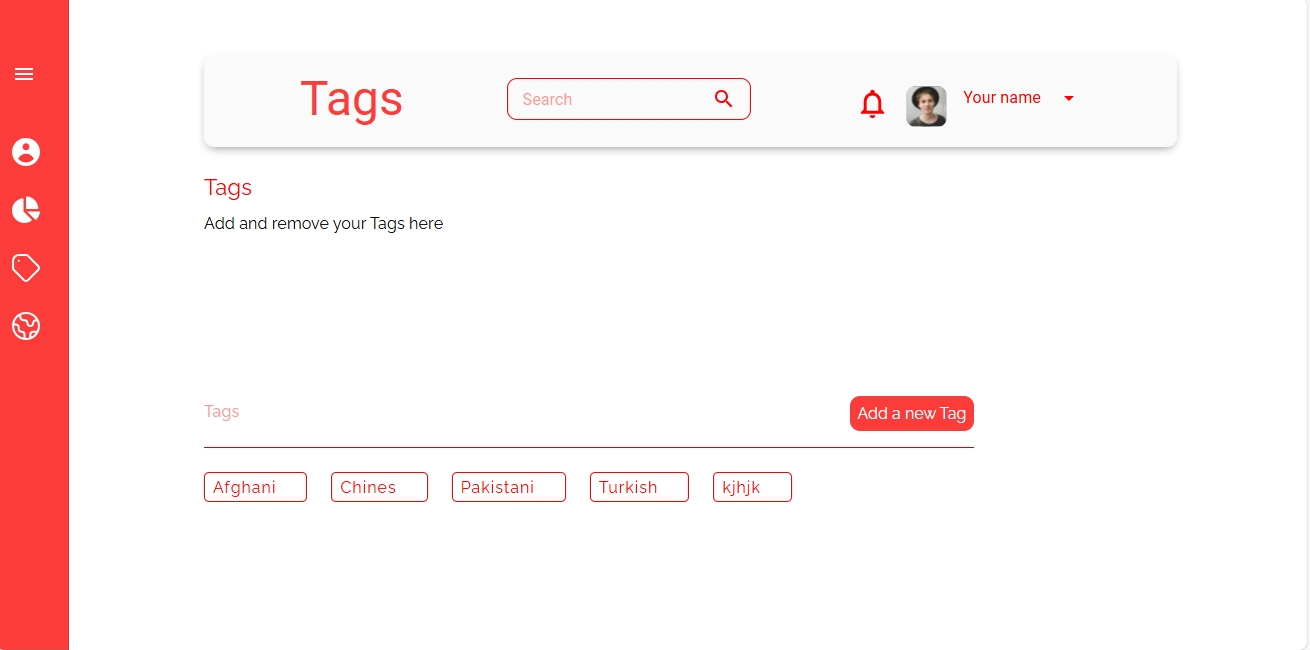 Tags
Search
Your name
Tags
Add and remove your Tags here
Tags
Add a new Tag
Afghani Chines Pakistani Turkish kjhjk